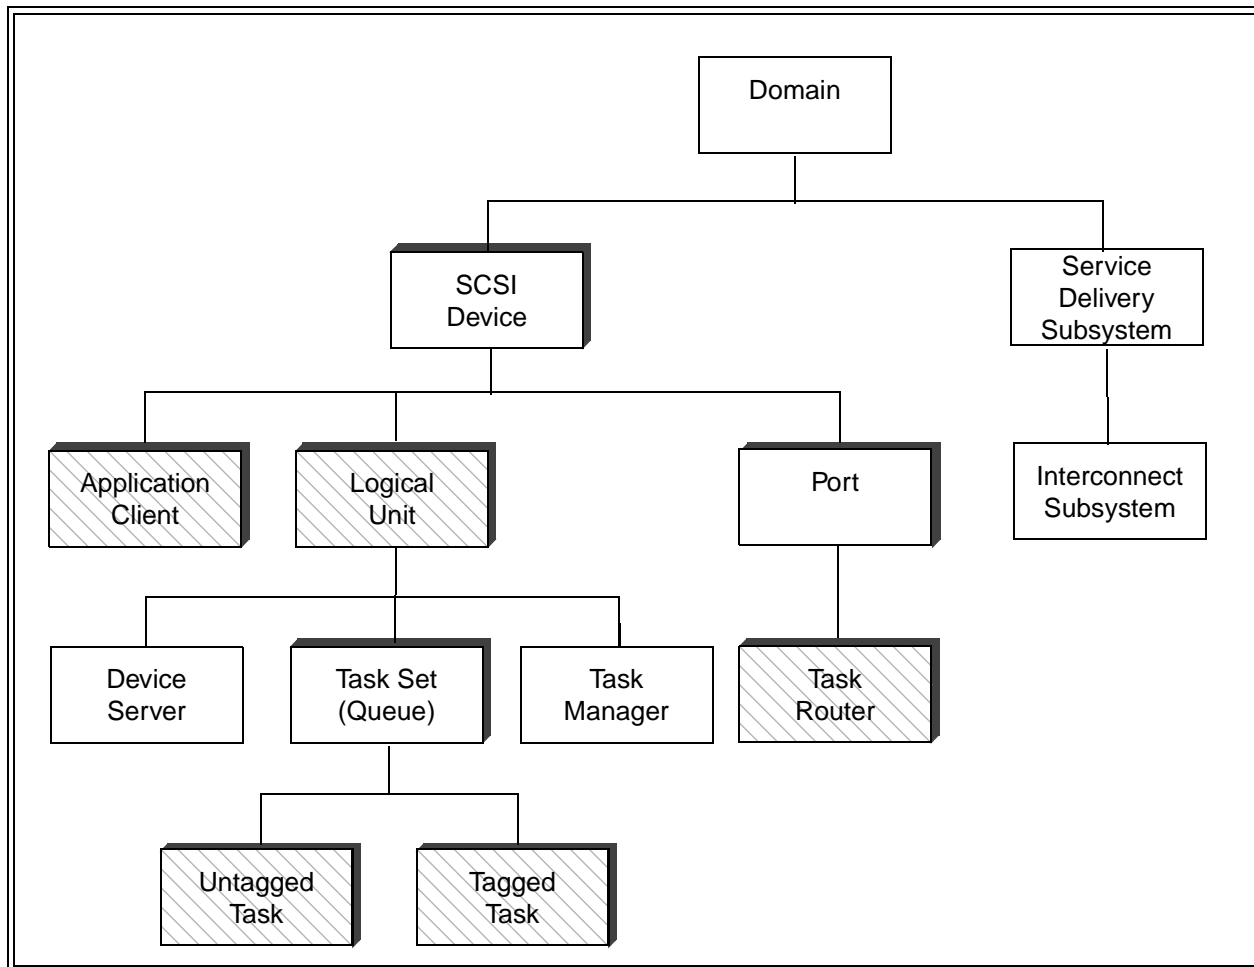 Domain
SCSI
Device
Service
Delivery
Subsystem
Application
Client
Logical
Unit
Port
Interconnect
Subsystem
Device
Server
Task Set
(Queue)
Task
Manager
Task
Router
Untagged
Task
Tagged
Task